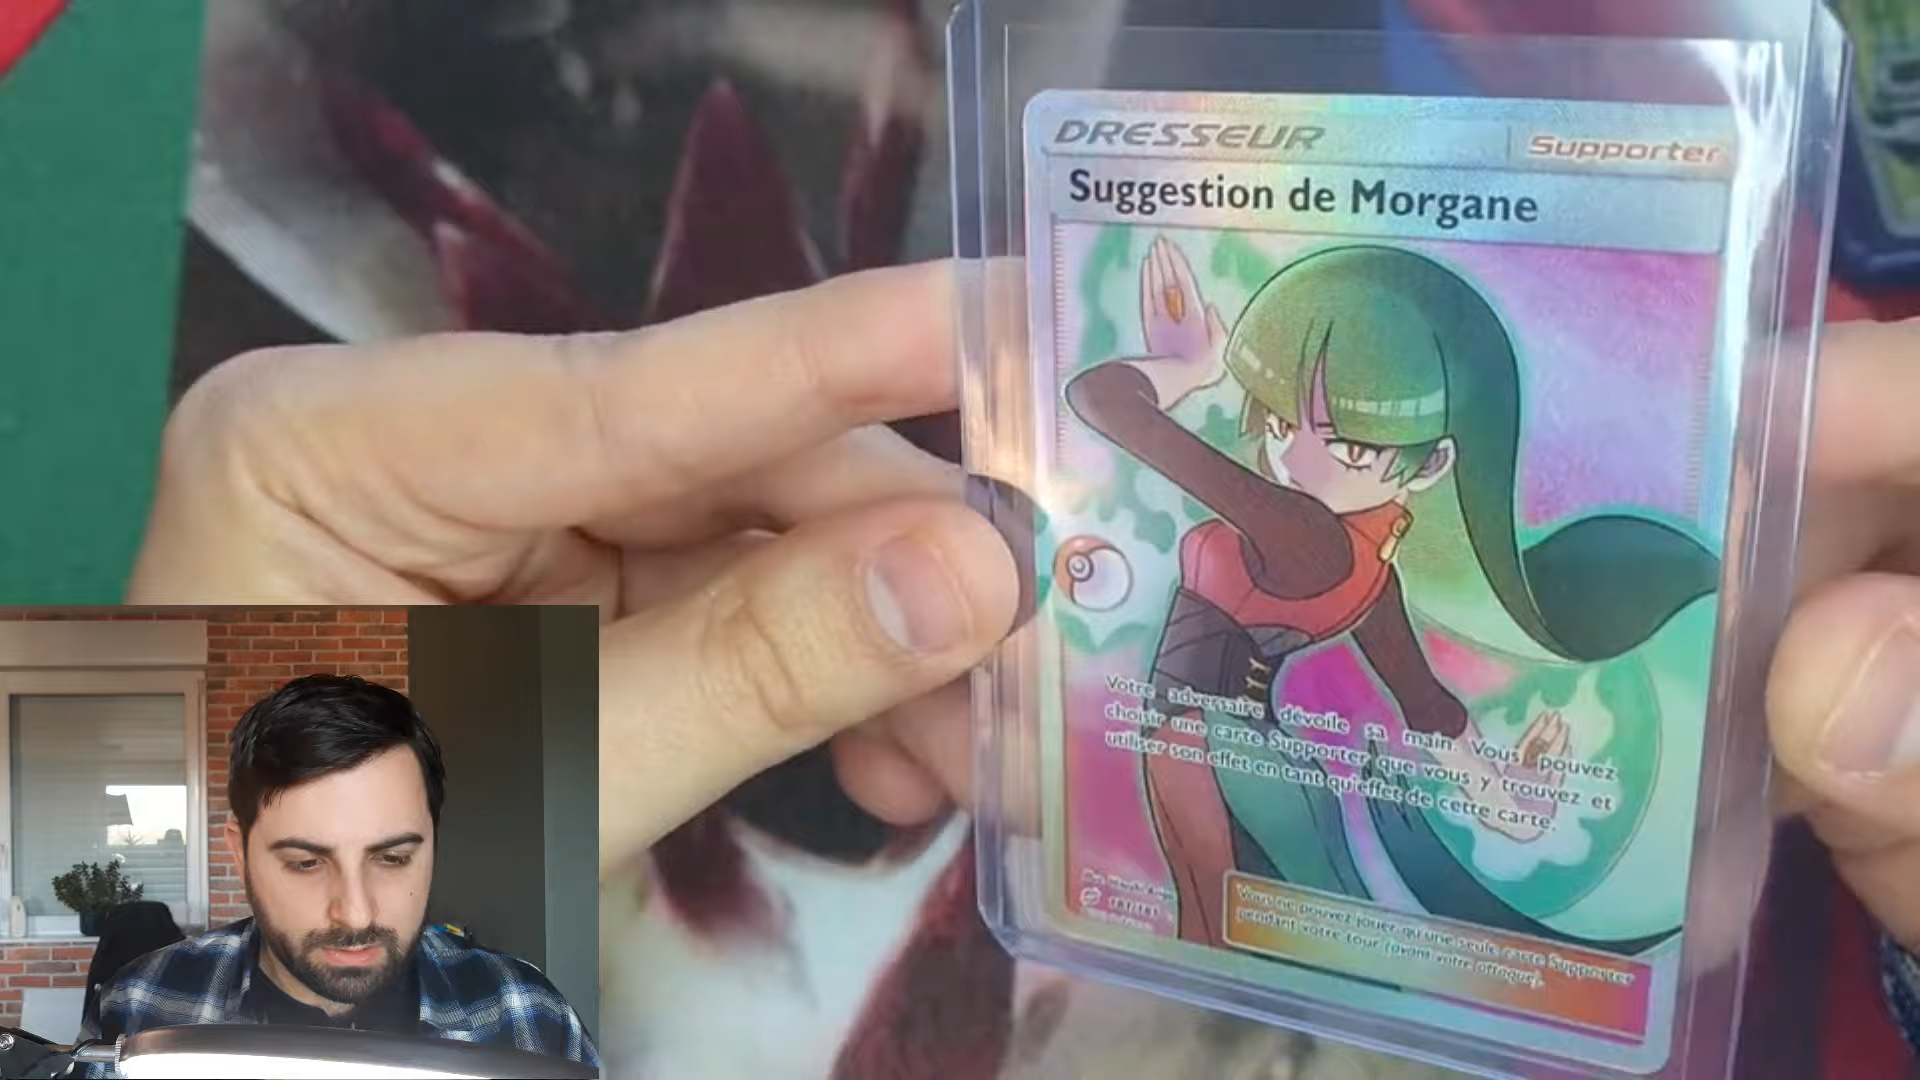 DRESSEUR
Supporter
Suggestion de Morgane
Votre adversaire dévoile sa main. Vous pouvez
choisir une carte Supporter que vous y trouvez et
utiliser son effet en tant qu'effet de cette carte.
Vous ne pouvez jouer qu'une seule carte Supporter
pendant votre tour (avant votre attaque).